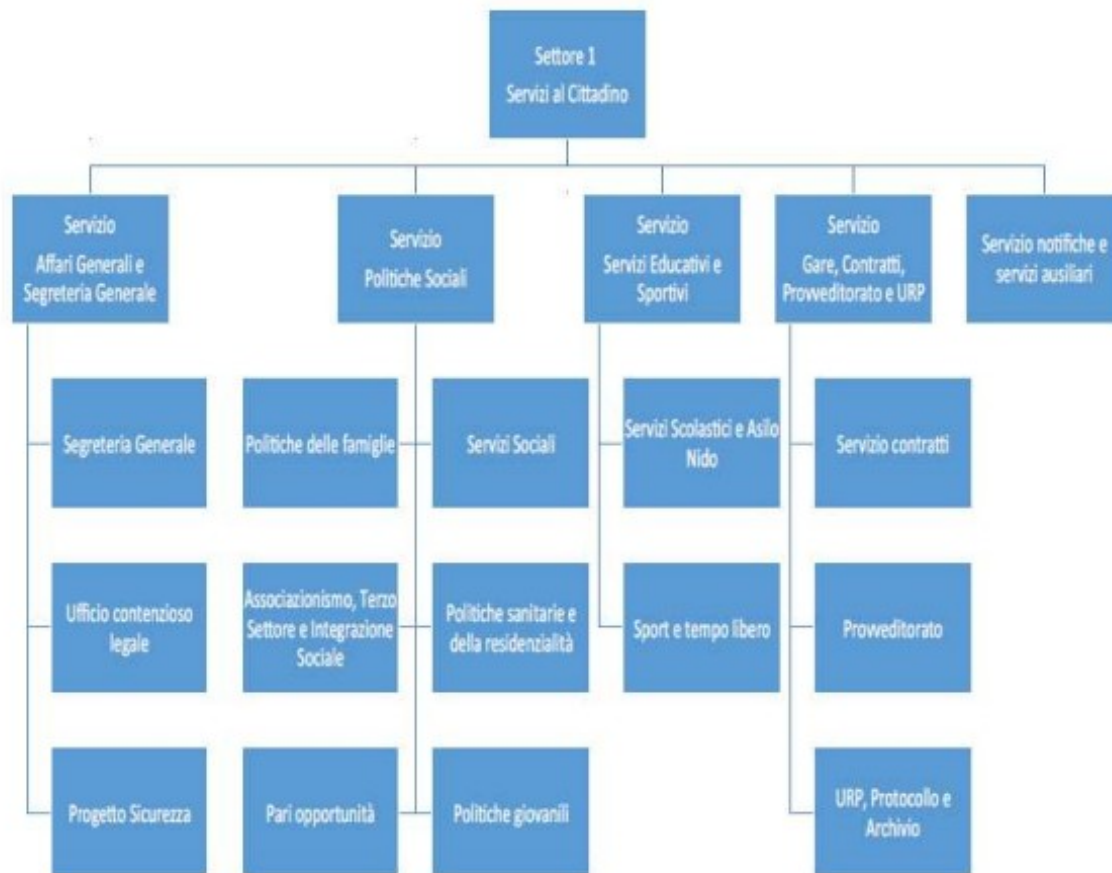 Settore 1
Servizi al Cittadino
Servizio
Affari Generali e
Segreteria Generale
Servizio
Politiche Sociali
Servizio
Servizi Educativi e
Sportivi
Servizio
Gare, Contratti,
Provveditorato e URP
Servizio notifiche e
servizi ausiliari
Segreteria Generale
Politiche delle famiglie
Servizi Sociali
Servizi Scolastici e Asilo
Nido
Servizio contratti
Ufficio contenzioso
legale
Associazionismo, Terzo
Settore e Integrazione
Sociale
Politiche sanitarie e
della residenzialità
Sport e tempo libero
Provveditorato
Progetto Sicurezza
Pari opportunità
Politiche giovanili
URP, Protocollo e
Archivio